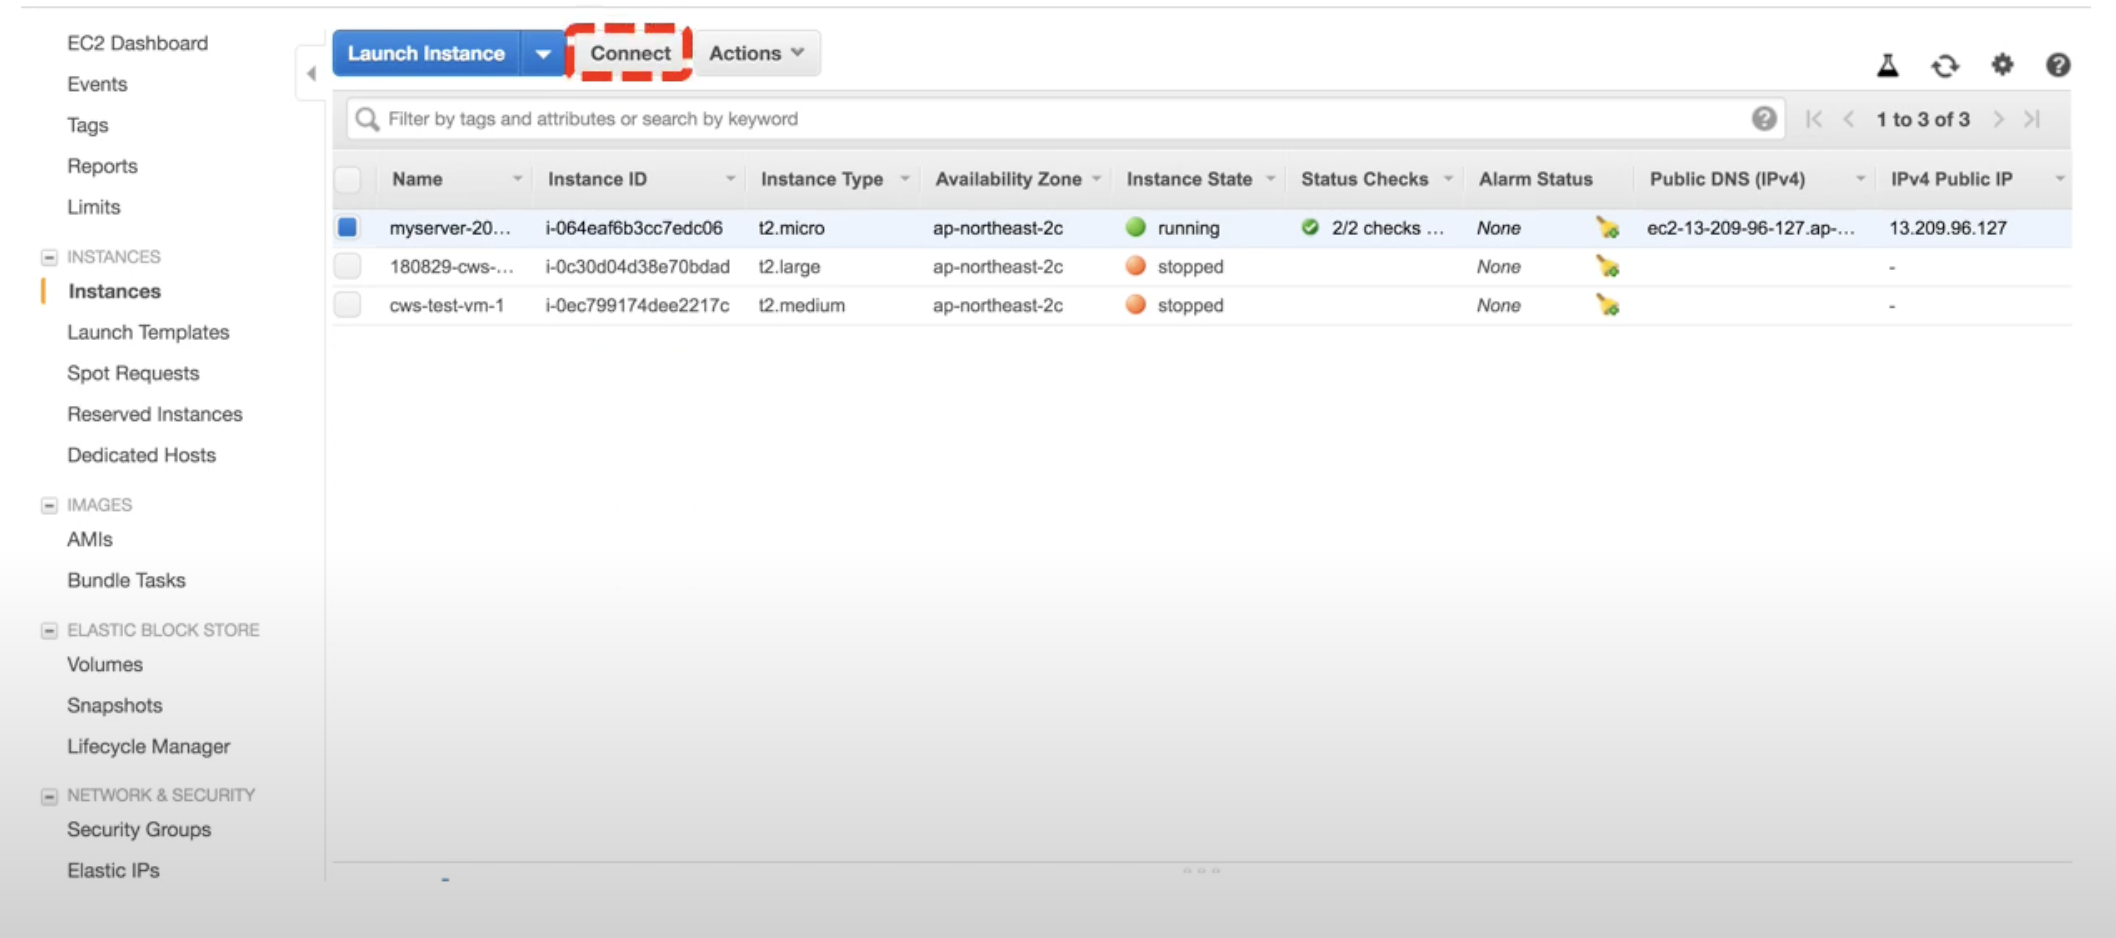 EC2 Dashboard
Events
Tags
Reports
Limits
INSTANCES
Instances
Launch Templates
Spot Requests
Reserved Instances
Dedicated Hosts
IMAGES
AMIs
Bundle Tasks
ELASTIC BLOCK STORE
Volumes
Snapshots
Lifecycle Manager
NETWORK & SECURITY
Security Groups
Elastic IPs
Launch Instance Connect Actions
Filter by tags and attributes or search by keyword 1 to 3 of 3
Name Instance ID Instance Type Availability Zone Instance State Status Checks Alarm Status Public DNS (IPv4) IPv4 Public IP
myserver-20... i-064eaf6b3cc7edc06 t2.micro ap-northeast-2c running 2/2 checks ... None ec2-13-209-96-127.ap-... 13.209.96.127
180829-cws-... i-0c30d04d38e70bdad t2.large ap-northeast-2c stopped None -
cws-test-vm-1 i-0ec799174dee2217c t2.medium ap-northeast-2c stopped None -